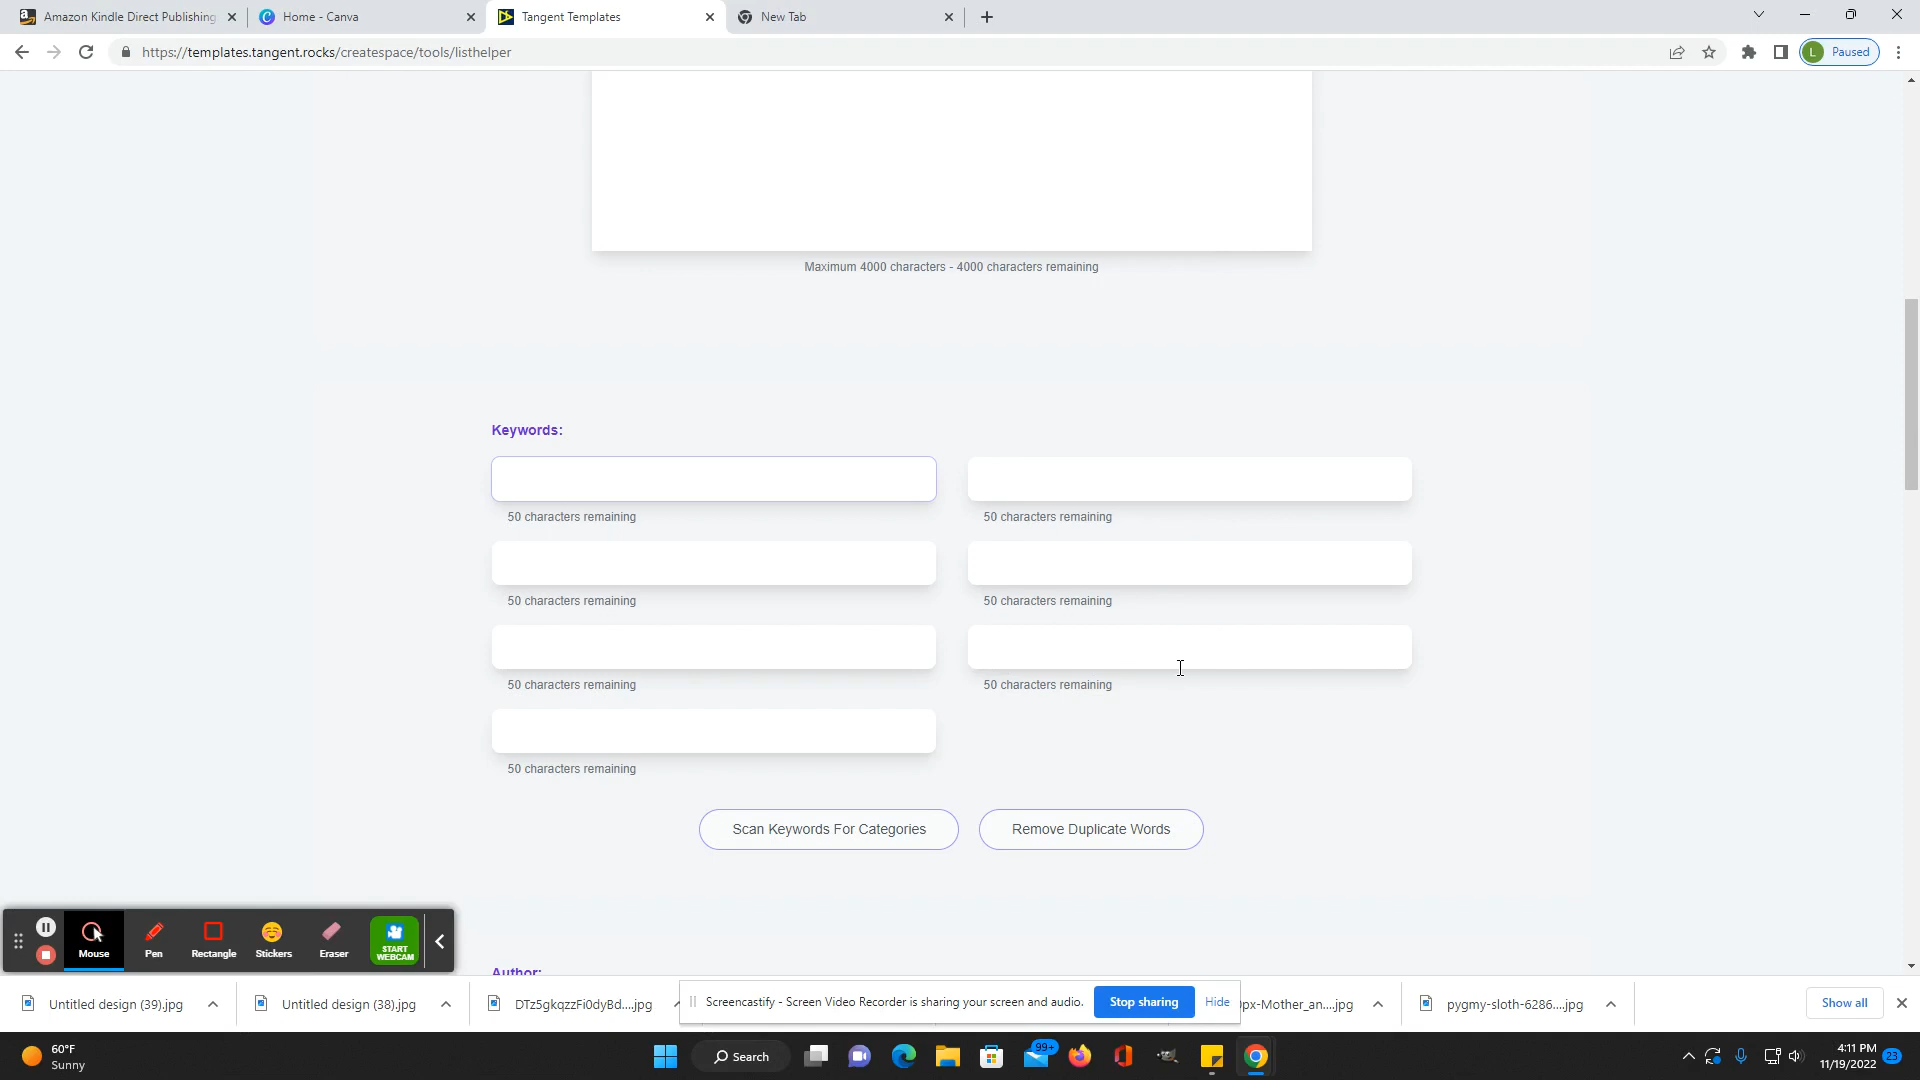 Amazon Kindle Direct Publishing
Home - Canva
Tangent Templates
New Tab
https://templates.tangent.rocks/createspace/tools/listhelper
L Paused
Maximum 4000 characters - 4000 characters remaining
Keywords:
50 characters remaining
50 characters remaining
50 characters remaining
50 characters remaining
50 characters remaining
50 characters remaining
50 characters remaining
Scan Keywords For Categories
Remove Duplicate Words
Author:
Mouse
Pen
Rectangle
Stickers
Eraser
START
WEBCAM
Untitled design (39).jpg
Untitled design (38).jpg
DTz5gkqzzFi0dyBd....jpg
Screencastify - Screen Video Recorder is sharing your screen and audio.
Stop sharing
Hide
px-Mother_an....jpg
pygmy-sloth-6286....jpg
Show all
60°F
Sunny
Search
99+
4:11 PM
11/19/2022
23